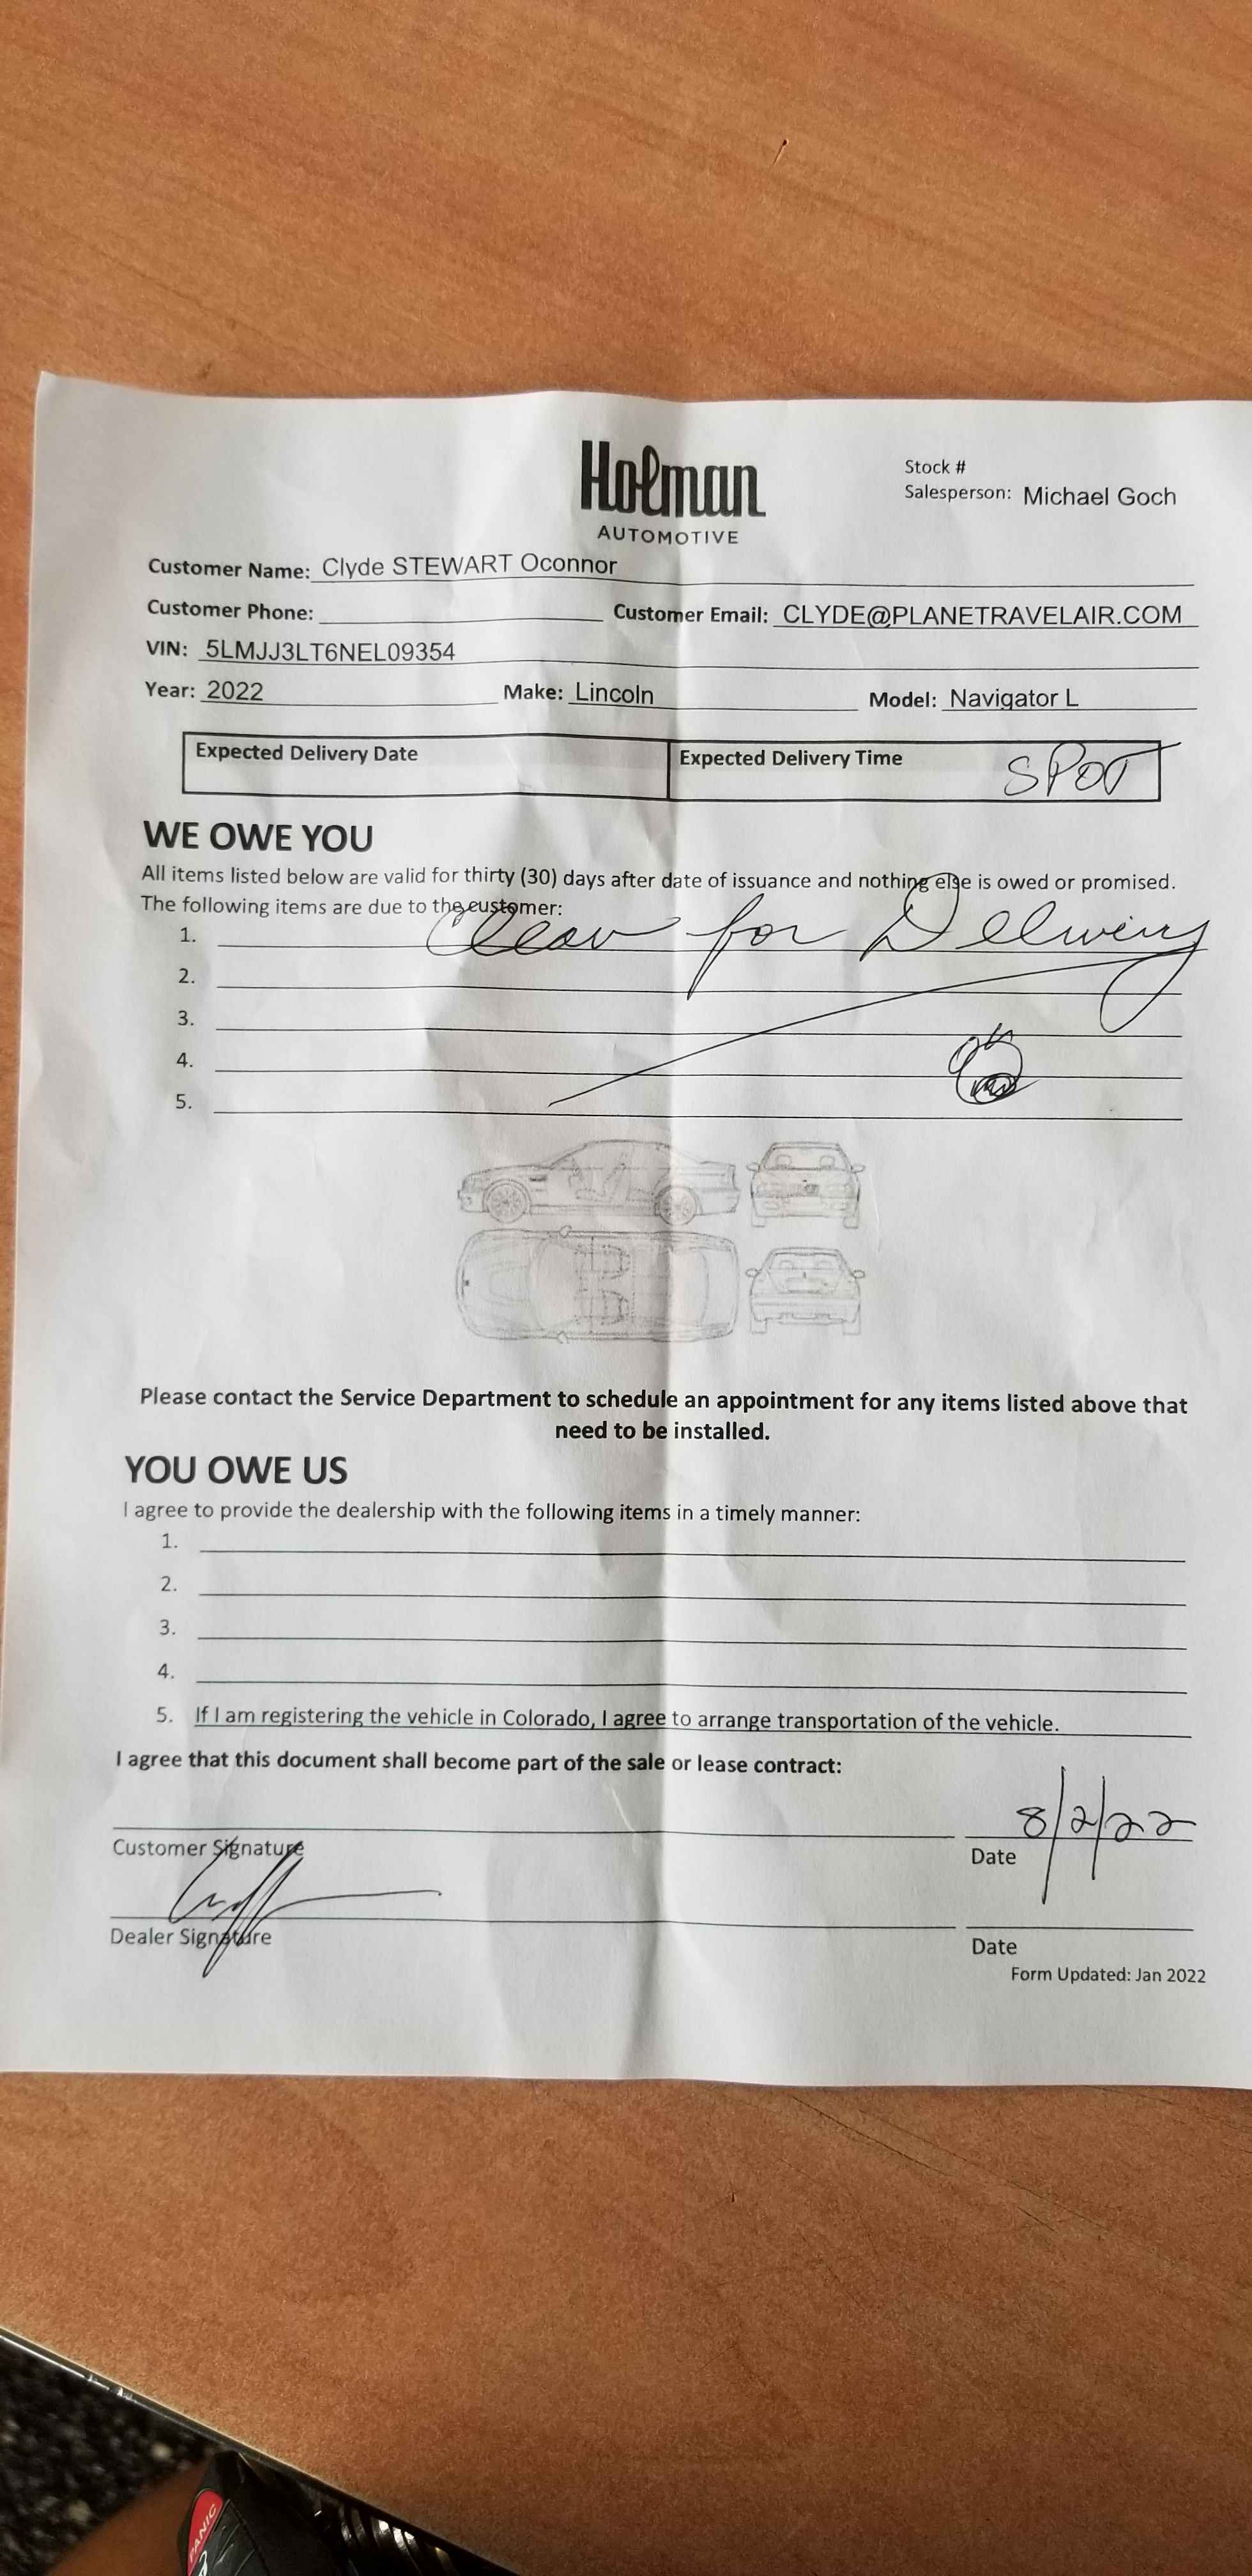 Holman
AUTOMOTIVE
Stock #
Salesperson: Michael Goch
Customer Name: Clyde STEWART Oconnor
Customer Phone: Customer Email: CLYDE@PLANETRAVELAIR.COM
VIN: 5LMJJ3LT6NEL09354
Year: 2022 Make: Lincoln Model: Navigator L
Expected Delivery Date Expected Delivery Time SPOT
WE OWE YOU
All items listed below are valid for thirty (30) days after date of issuance and nothing else is owed or promised.
The following items are due to the customer:
1. Clean for Delivery
2.
3.
4.
5.
Please contact the Service Department to schedule an appointment for any items listed above that
need to be installed.
YOU OWE US
I agree to provide the dealership with the following items in a timely manner:
1.
2.
3.
4.
5. If I am registering the vehicle in Colorado, I agree to arrange transportation of the vehicle.
I agree that this document shall become part of the sale or lease contract:
8/2/22
Customer Signature Date
Dealer Signature Date
Form Updated: Jan 2022
PANIC